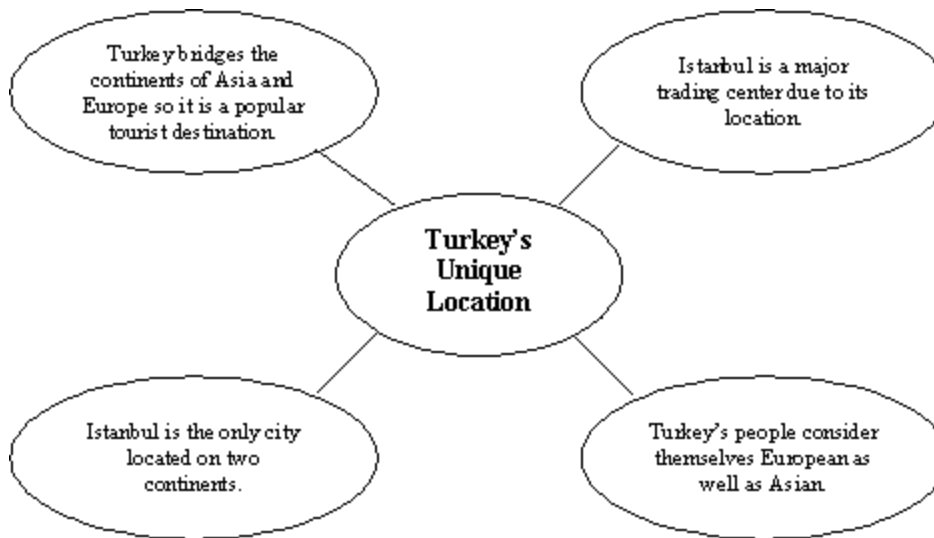 Turkey bridges the
continents of Asia and
Europe so it is a popular
tourist destination.
Istanbul is a major
trading center due to its
location.
Turkey's
Unique
Location
Istanbul is the only city
located on two
continents.
Turkey's people consider
themselves European as
well as Asian.